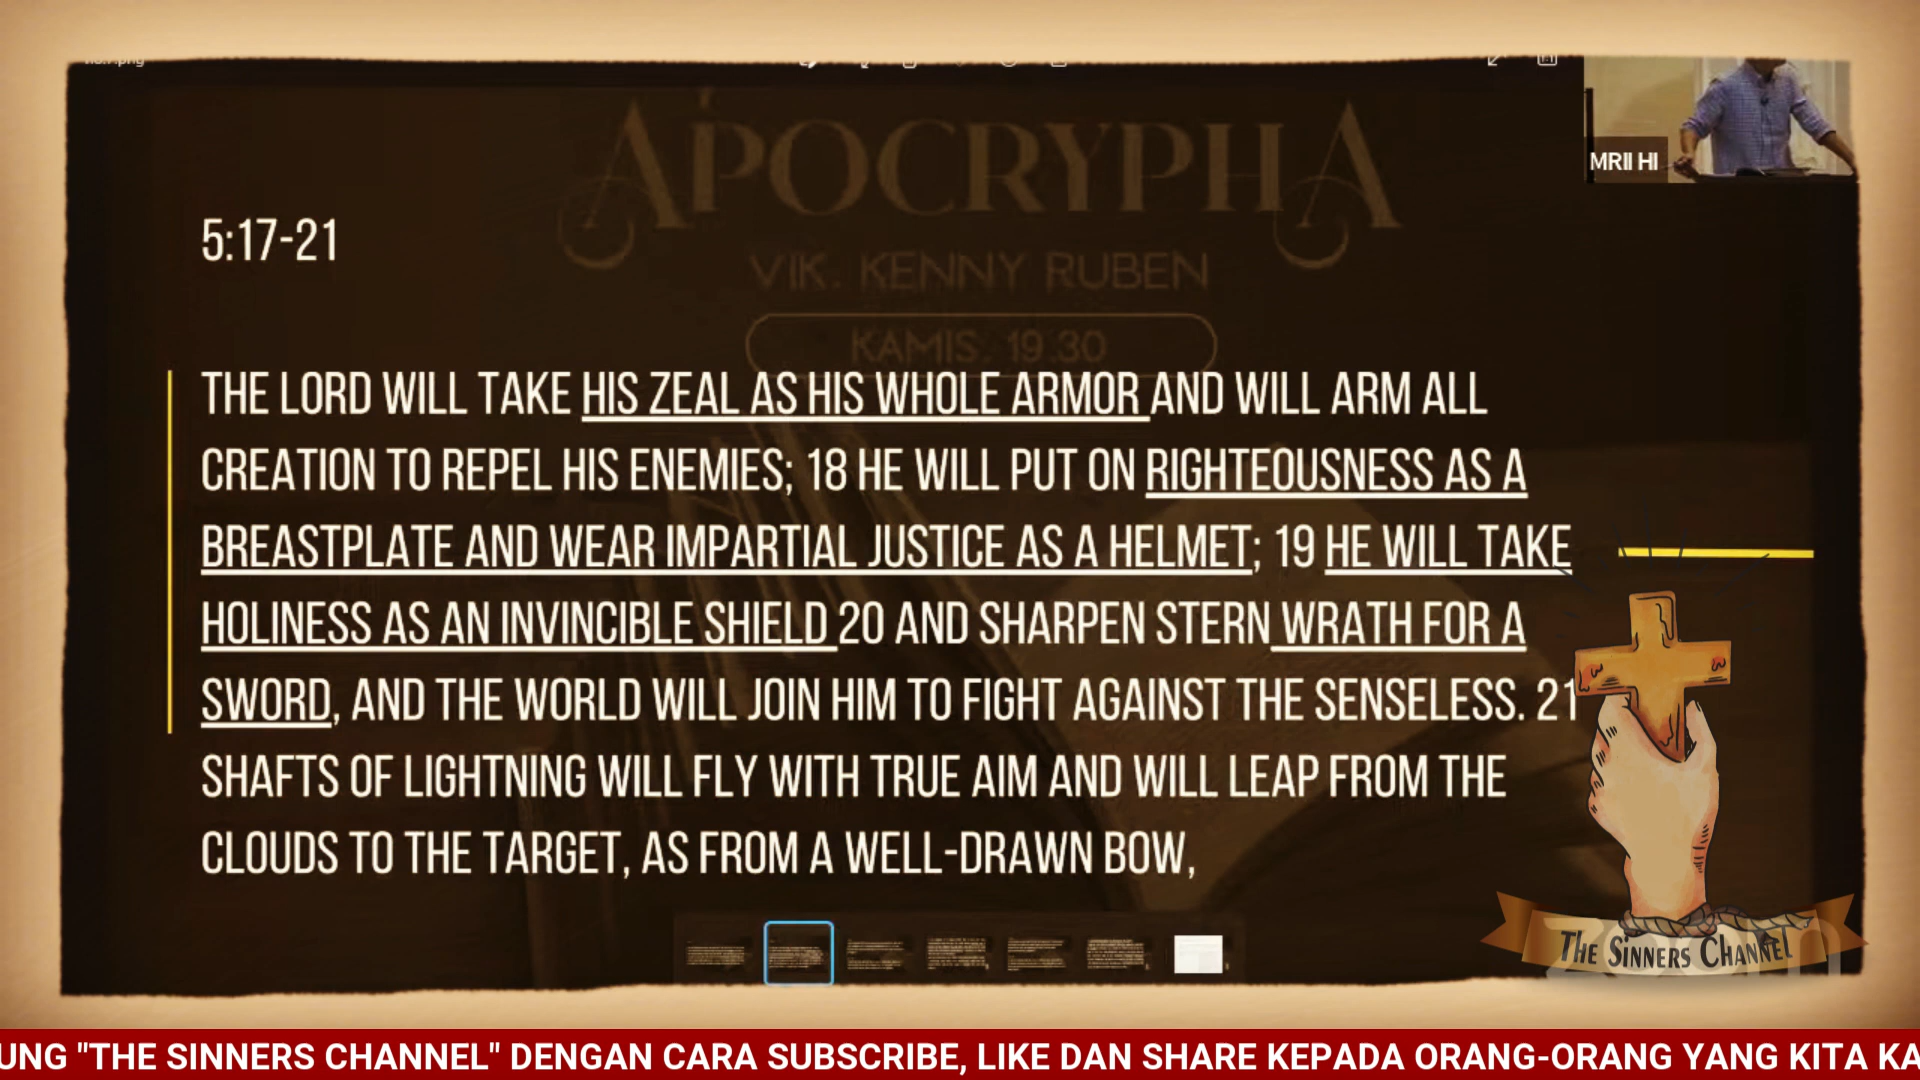 APOCRYPHA
MRII HI
5:17-21
VIK. KENNY RUBEN
KAMIS, 19.30
THE LORD WILL TAKE HIS ZEAL AS HIS WHOLE ARMOR AND WILL ARM ALL
CREATION TO REPEL HIS ENEMIES; 18 HE WILL PUT ON RIGHTEOUSNESS AS A
BREASTPLATE AND WEAR IMPARTIAL JUSTICE AS A HELMET; 19 HE WILL TAKE
HOLINESS AS AN INVINCIBLE SHIELD 20 AND SHARPEN STERN WRATH FOR A
SWORD, AND THE WORLD WILL JOIN HIM TO FIGHT AGAINST THE SENSELESS. 21
SHAFTS OF LIGHTNING WILL FLY WITH TRUE AIM AND WILL LEAP FROM THE
CLOUDS TO THE TARGET, AS FROM A WELL-DRAWN BOW,
zoom
THE SINNERS CHANNEL
UNG "THE SINNERS CHANNEL" DENGAN CARA SUBSCRIBE, LIKE DAN SHARE KEPADA ORANG-ORANG YANG KITA KA